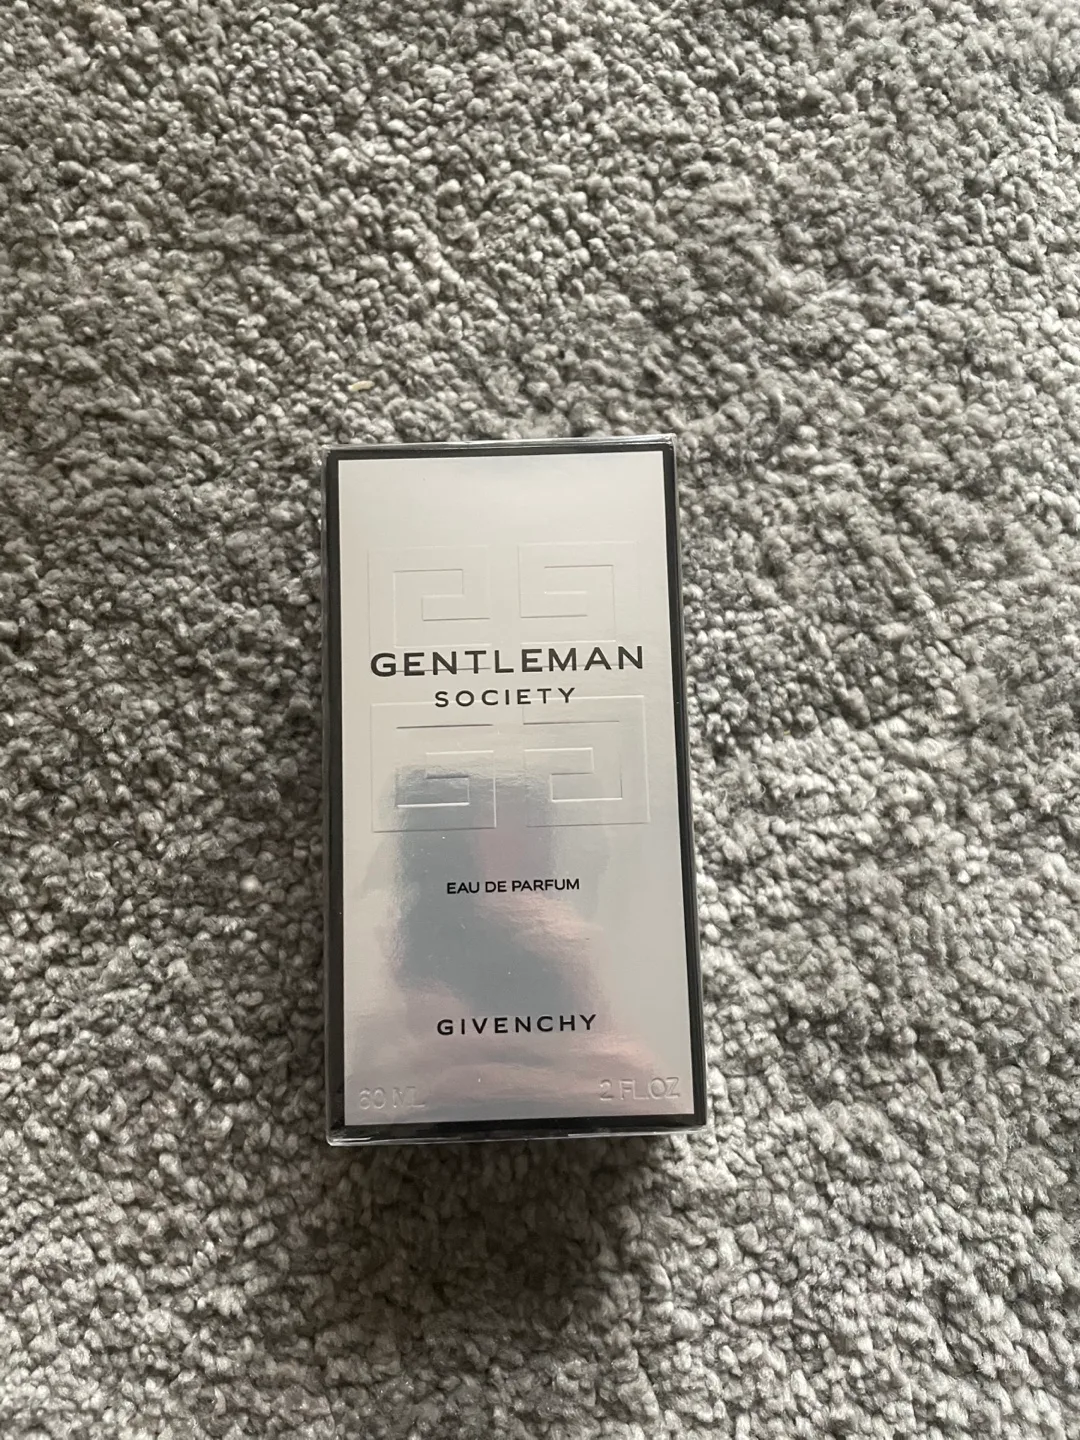 GENTLEMAN
SOCIETY
EAU DE PARFUM
GIVENCHY
60 ML 2 FL.OZ